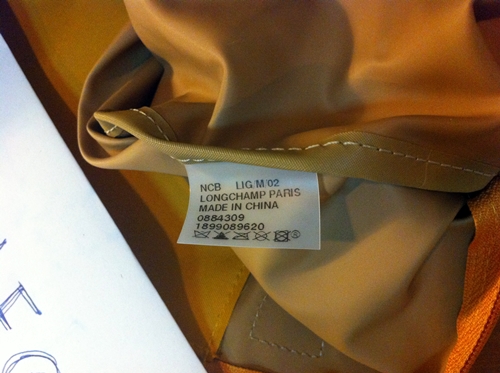 NCB LIG M'02
LONGCHAMP PARIS
MADE IN CHINA
0884309
1899089620